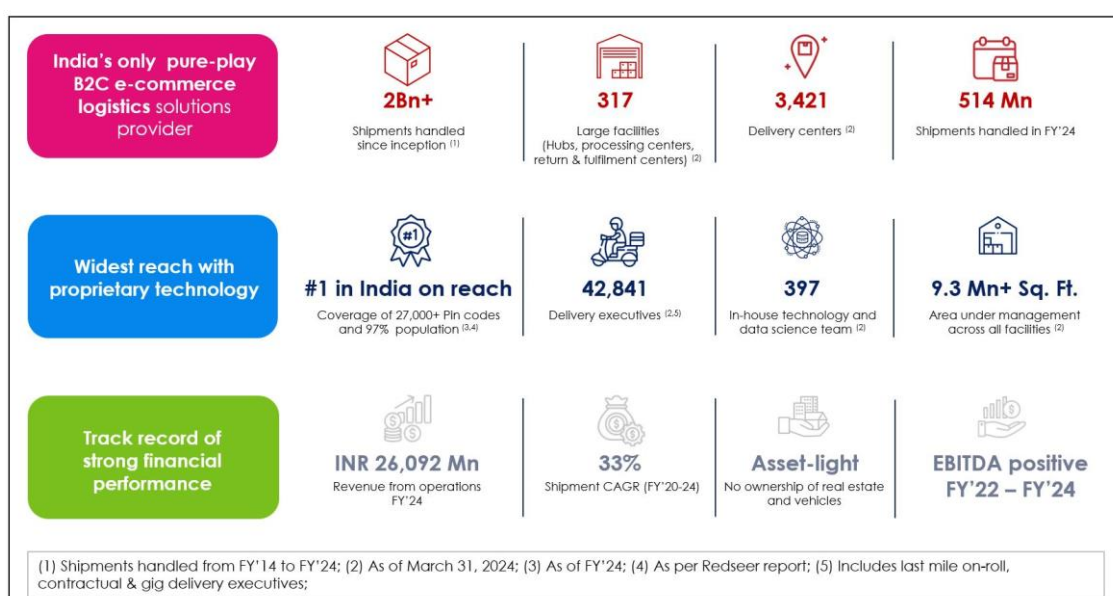 India's only pure-play
B2C e-commerce
logistics solutions
provider
2Bn+
Shipments handled
since inception (1)
317
Large facilities
(Hubs, processing centers,
return & fulfilment centers) (2)
3,421
Delivery centers (2)
514 Mn
Shipments handled in FY'24
Widest reach with
proprietary technology
#1
#1 in India on reach
Coverage of 27,000+ Pin codes
and 97% population (3,4)
42,841
Delivery executives (2,5)
397
In-house technology and
data science team (2)
9.3 Mn+ Sq. Ft.
Area under management
across all facilities (2)
Track record of
strong financial
performance
INR 26,092 Mn
Revenue from operations
FY'24
33%
Shipment CAGR (FY'20-24)
Asset-light
No ownership of real estate
and vehicles
EBITDA positive
FY'22 – FY'24
(1) Shipments handled from FY'14 to FY'24; (2) As of March 31, 2024; (3) As of FY'24; (4) As per Redseer report; (5) Includes last mile on-roll,
contractual & gig delivery executives;